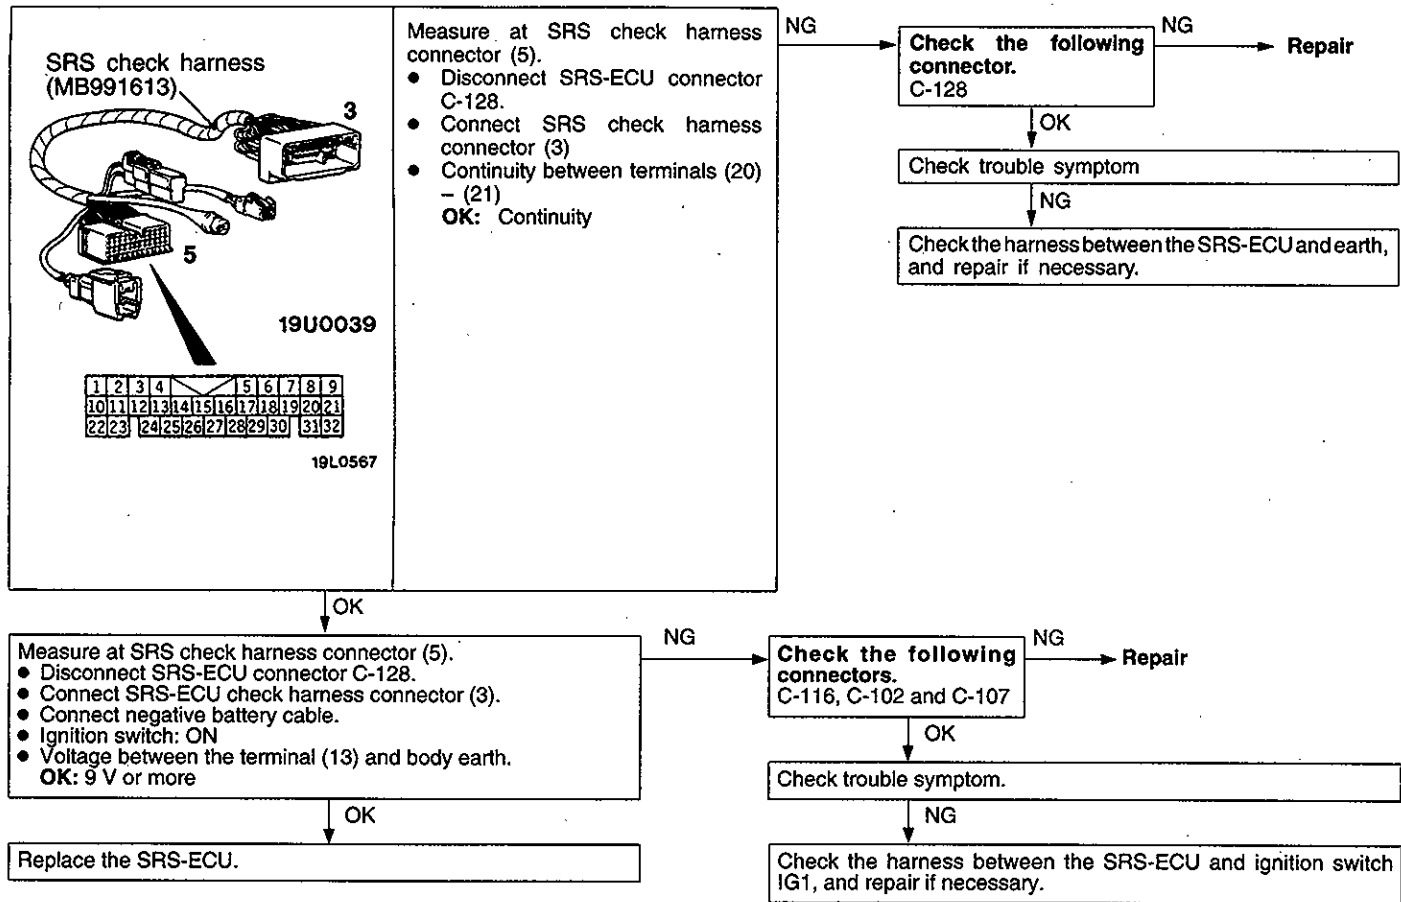 SRS check harness
(MB991613)
3
5
19U0039
1 2 3 4 5 6 7 8 9
10 11 12 13 14 15 16 17 18 19 20 21
22 23 24 25 26 27 28 29 30 31 32
19L0567
Measure at SRS check harness
connector (5).
● Disconnect SRS-ECU connector
C-128.
● Connect SRS check harness
connector (3)
● Continuity between terminals (20)
– (21)
OK: Continuity
NG
Check the following
connector.
C-128
NG
Repair
OK
Check trouble symptom
NG
Check the harness between the SRS-ECU and earth,
and repair if necessary.
OK
Measure at SRS check harness connector (5).
● Disconnect SRS-ECU connector C-128.
● Connect SRS-ECU check harness connector (3).
● Connect negative battery cable.
● Ignition switch: ON
● Voltage between the terminal (13) and body earth.
OK: 9 V or more
NG
Check the following
connectors.
C-116, C-102 and C-107
NG
Repair
OK
Check trouble symptom.
NG
Check the harness between the SRS-ECU and ignition switch
IG1, and repair if necessary.
OK
Replace the SRS-ECU.